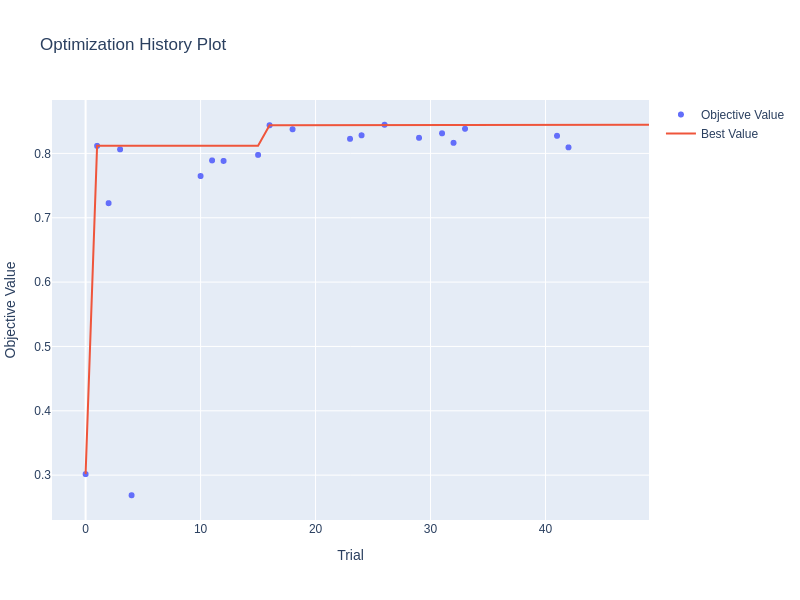 Optimization History Plot
Objective Value
Best Value
0.8
0.7
0.6
0.5
0.4
0.3
Objective Value
0
10
20
30
40
Trial